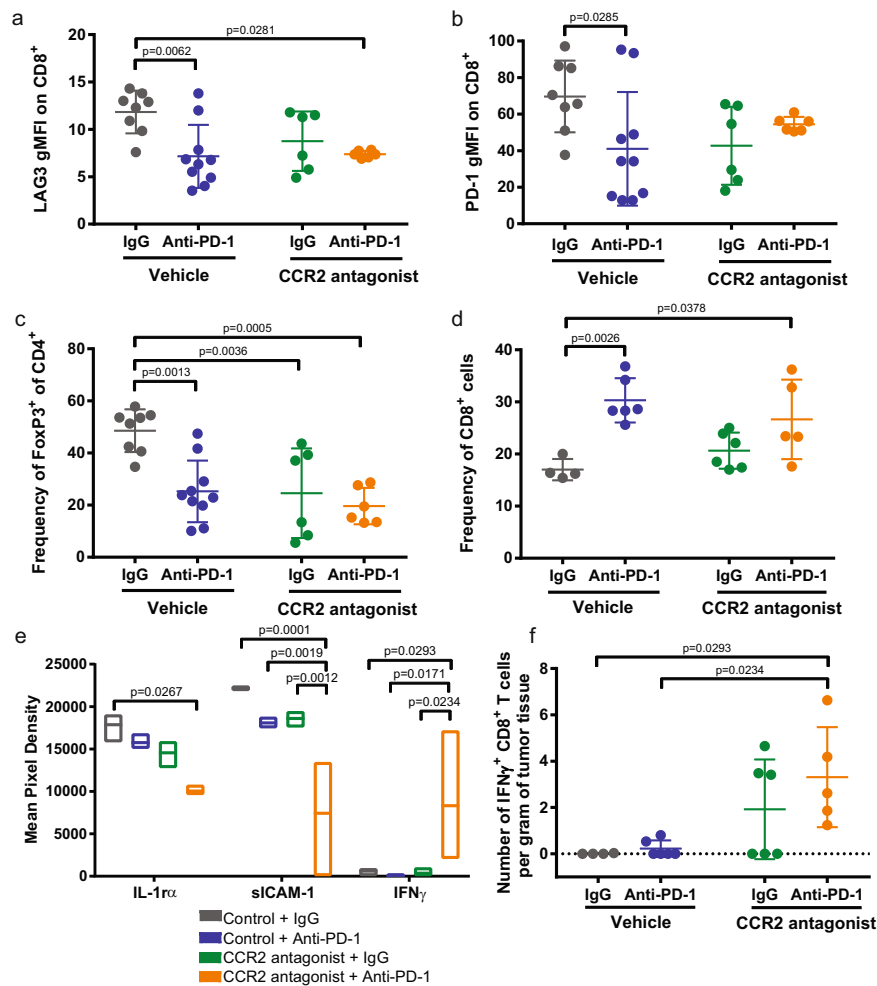 a
p=0.0281
p=0.0062
LAG3 gMFI on CD8⁺
20
15
10
5
0
IgG Anti-PD-1 IgG Anti-PD-1
Vehicle CCR2 antagonist
b
p=0.0285
PD-1 gMFI on CD8⁺
100
80
60
40
20
0
IgG Anti-PD-1 IgG Anti-PD-1
Vehicle CCR2 antagonist
c
p=0.0005
p=0.0036
p=0.0013
Frequency of FoxP3⁺ of CD4⁺
80
60
40
20
0
IgG Anti-PD-1 IgG Anti-PD-1
Vehicle CCR2 antagonist
d
p=0.0378
p=0.0026
Frequency of CD8⁺ cells
40
30
20
10
0
IgG Anti-PD-1 IgG Anti-PD-1
Vehicle CCR2 antagonist
e
p=0.0001 p=0.0293
p=0.0019 p=0.0171
p=0.0012 p=0.0234
p=0.0267
Mean Pixel Density
25000
20000
15000
10000
5000
0
IL-1rα sICAM-1 IFNγ
Control + IgG
Control + Anti-PD-1
CCR2 antagonist + IgG
CCR2 antagonist + Anti-PD-1
f
p=0.0293
p=0.0234
Number of IFNγ⁺ CD8⁺ T cells
per gram of tumor tissue
8
6
4
2
0
IgG Anti-PD-1 IgG Anti-PD-1
Vehicle CCR2 antagonist